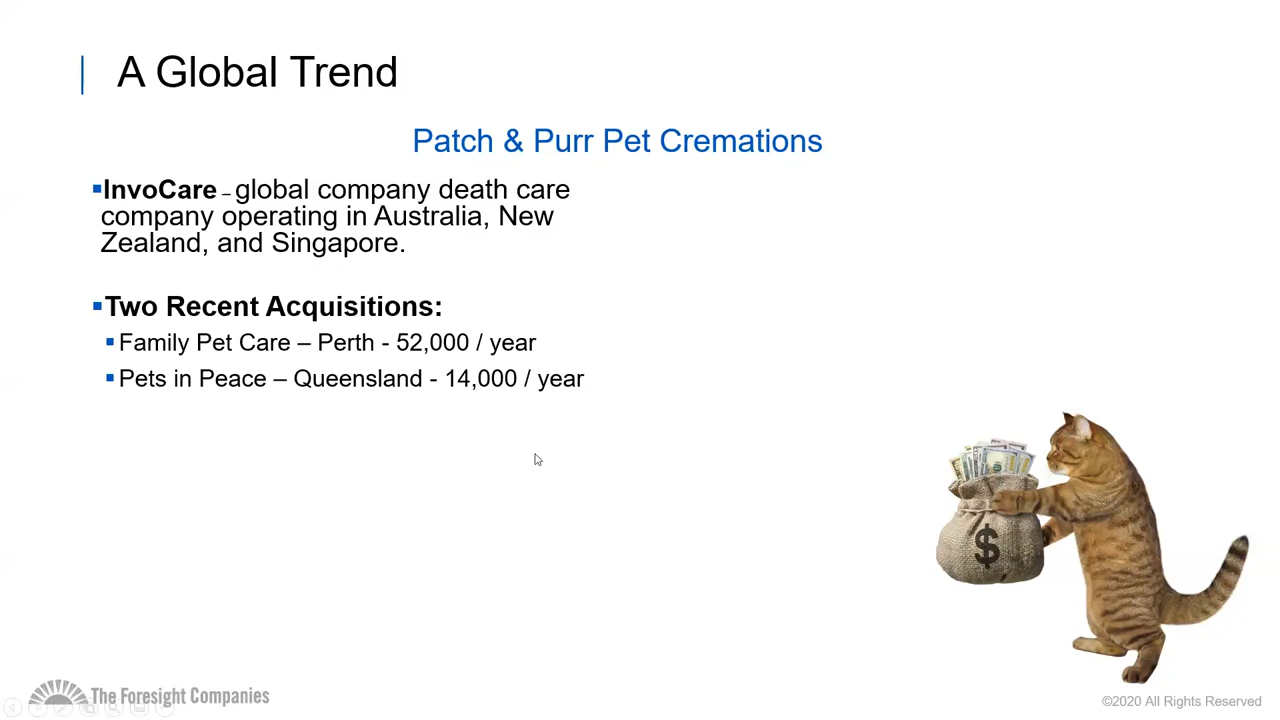 A Global Trend
Patch & Purr Pet Cremations
▪InvoCare – global company death care
company operating in Australia, New
Zealand, and Singapore.
▪Two Recent Acquisitions:
▪Family Pet Care – Perth - 52,000 / year
▪Pets in Peace – Queensland - 14,000 / year
$
The Foresight Companies
©2020 All Rights Reserved